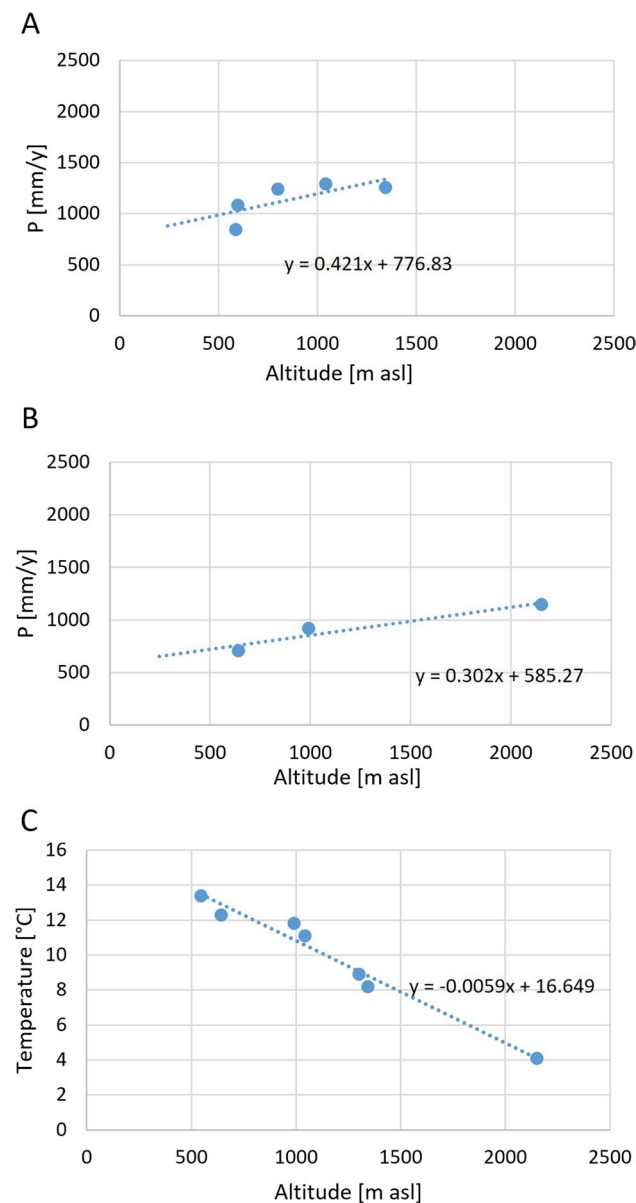 A
2500
2000
1500
1000
500
0
P [mm/y]
y = 0.421x + 776.83
0 500 1000 1500 2000 2500
Altitude [m asl]
B
2500
2000
1500
1000
500
0
P [mm/y]
y = 0.302x + 585.27
0 500 1000 1500 2000 2500
Altitude [m asl]
C
16
14
12
10
8
6
4
2
0
Temperature [°C]
y = -0.0059x + 16.649
0 500 1000 1500 2000 2500
Altitude [m asl]